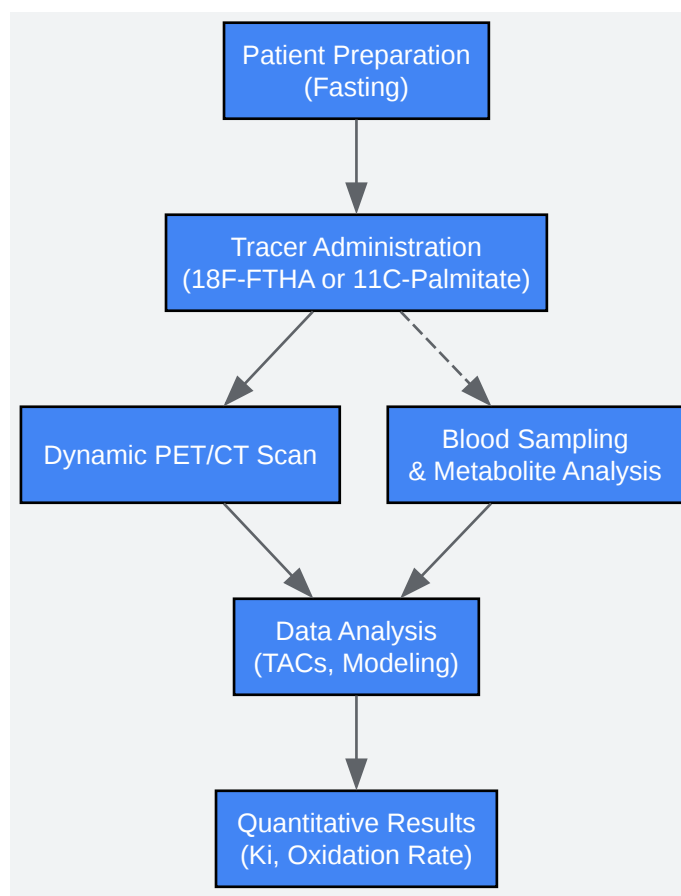 Patient Preparation
(Fasting)
Tracer Administration
(18F-FTHA or 11C-Palmitate)
Dynamic PET/CT Scan
Blood Sampling
& Metabolite Analysis
Data Analysis
(TACs, Modeling)
Quantitative Results
(Ki, Oxidation Rate)